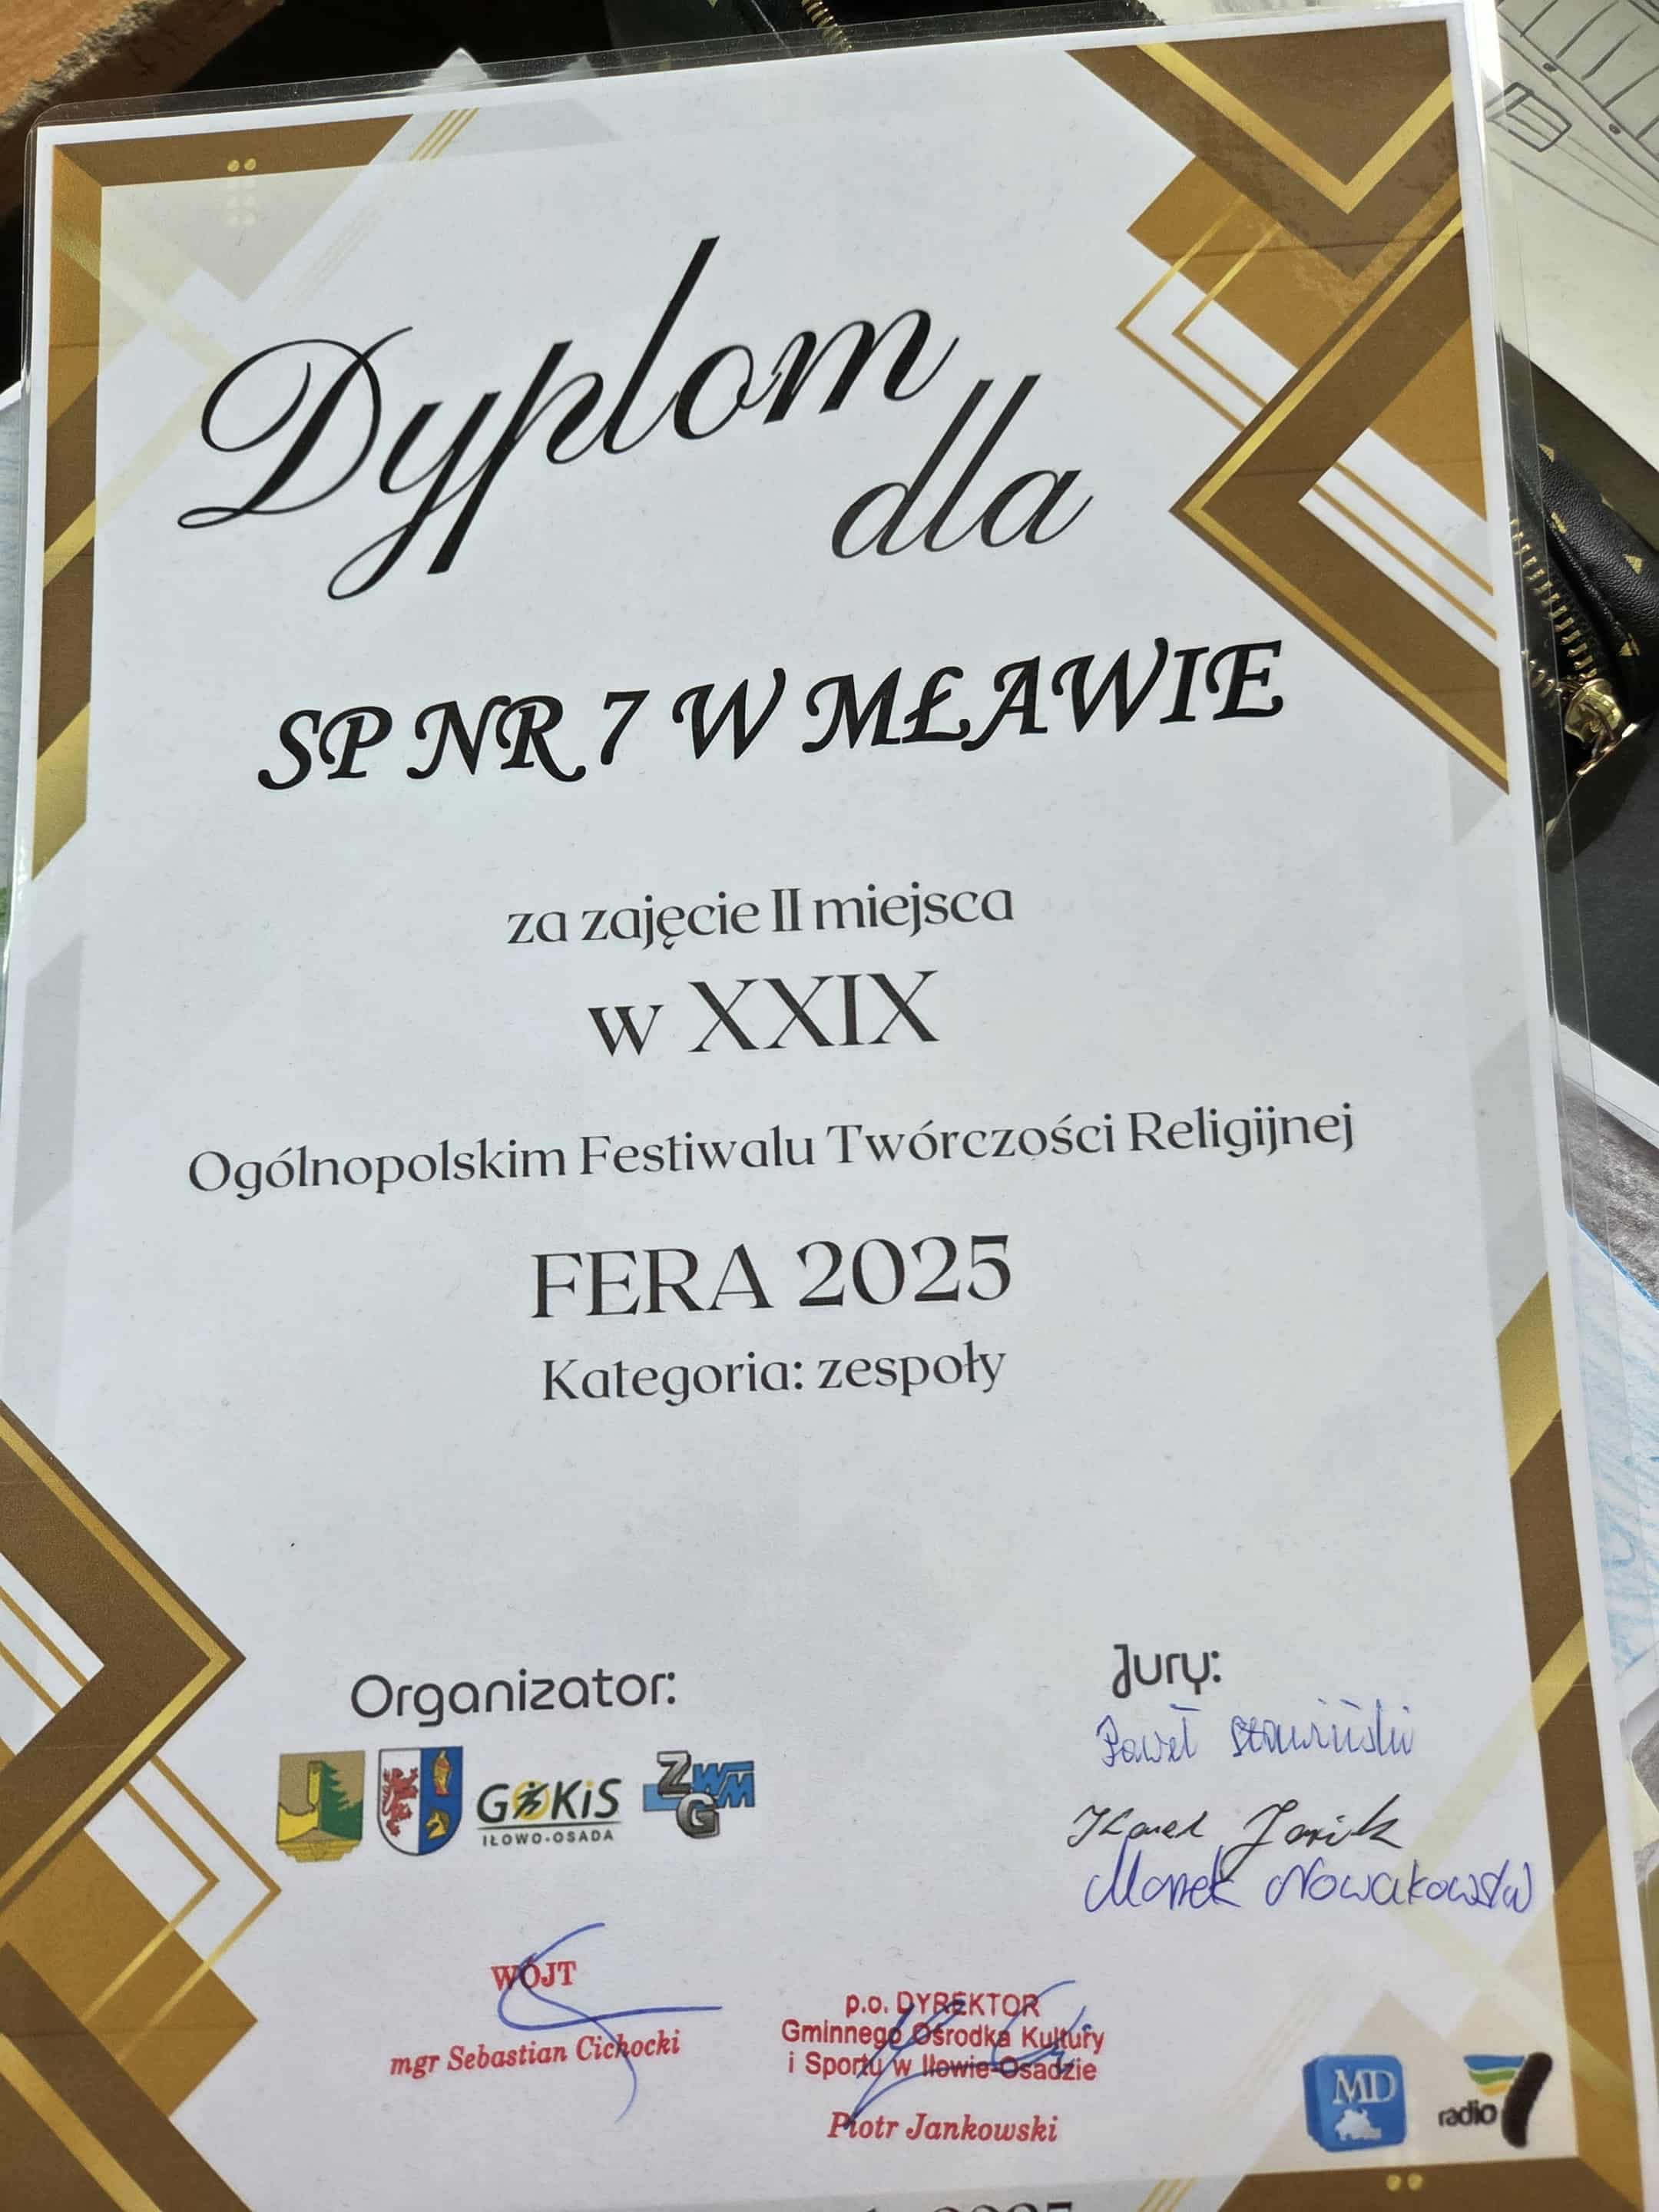 Dyplom
dla
SP NR 7 W MŁAWIE
za zajęcie II miejsca
w XXIX
Ogólnopolskim Festiwalu Twórczości Religijnej
FERA 2025
Kategoria: zespoły
Organizator:
GOKiS
IŁOWO-OSADA
ZWM
G
Jury:
Paweł
Marek Nowakowski
WÓJT
mgr Sebastian Cichocki
p.o. DYREKTOR
Gminnego Ośrodka Kultury
i Sportu w Iłowie-Osadzie
Piotr Jankowski
MD
radio 7